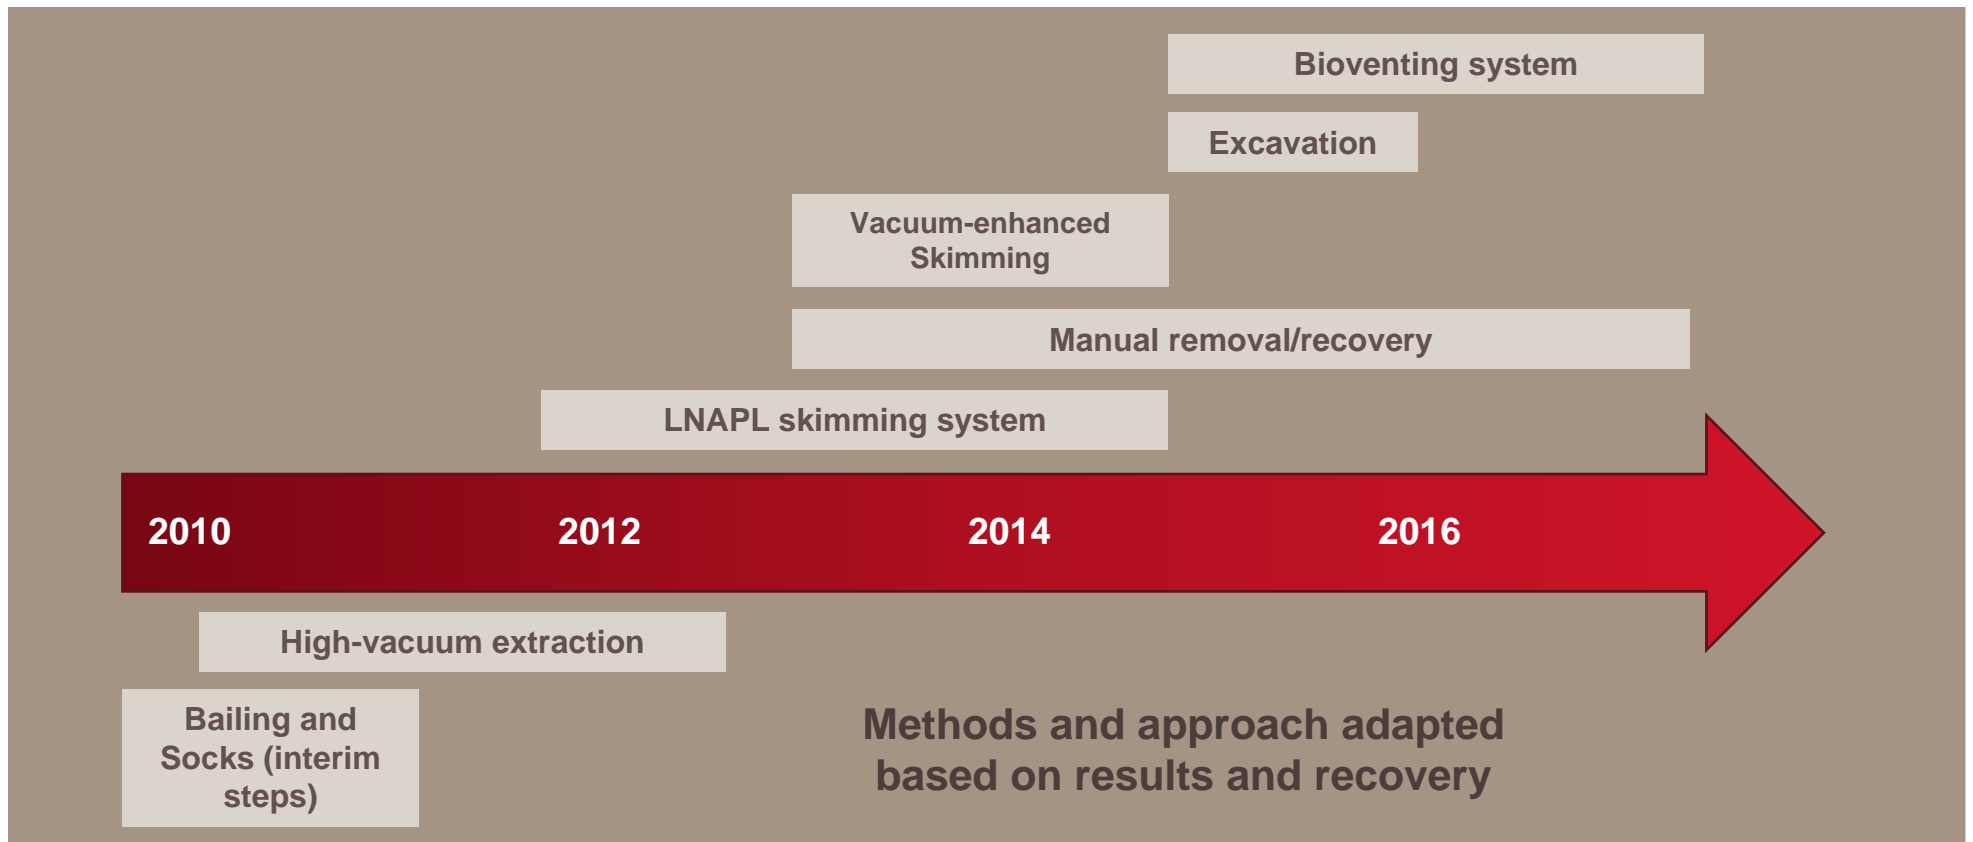 Bioventing system
Excavation
Vacuum-enhanced
Skimming
Manual removal/recovery
LNAPL skimming system
2010 2012 2014 2016
High-vacuum extraction
Bailing and
Socks (interim
steps)
Methods and approach adapted
based on results and recovery